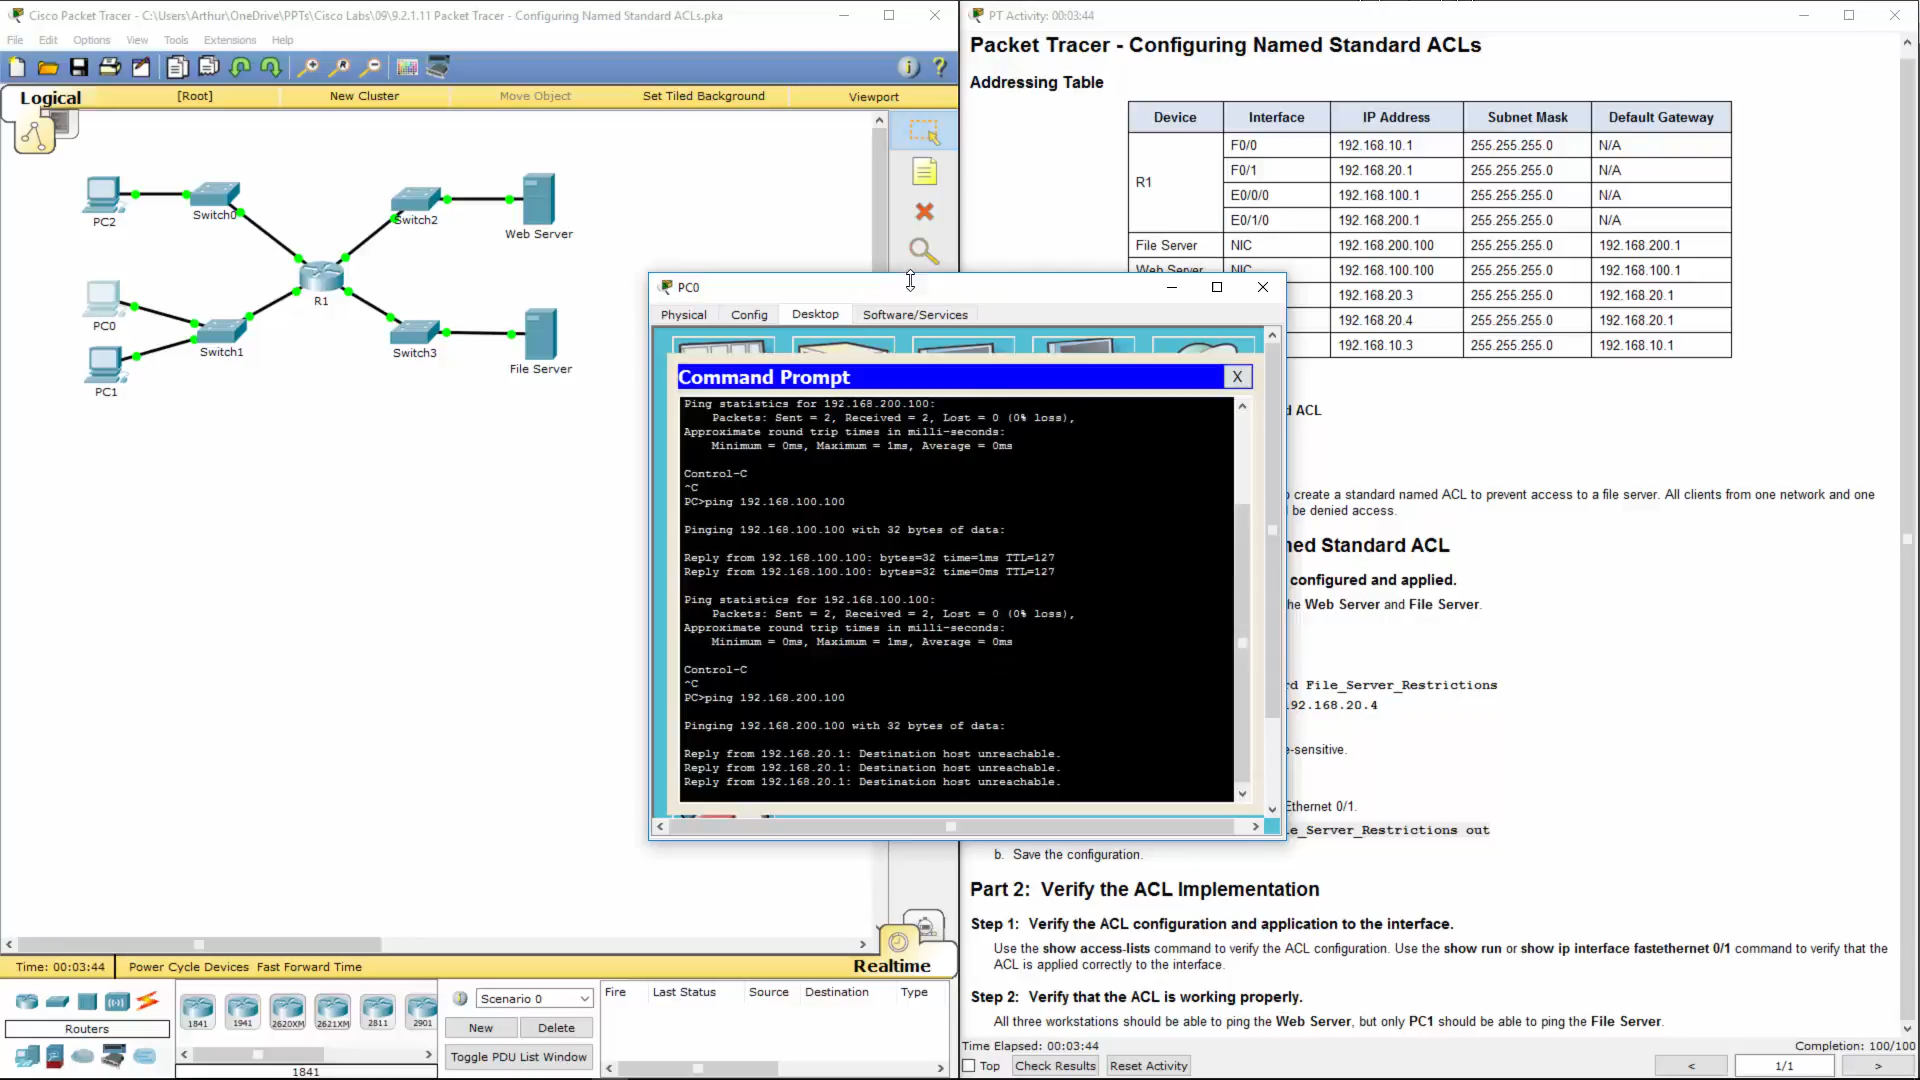 Cisco Packet Tracer - C:\Users\Arthur\OneDrive\PPTs\Cisco Labs\09\9.2.1.11 Packet Tracer - Configuring Named Standard ACLs.pka
File Edit Options View Tools Extensions Help
Logical
[Root]
New Cluster
Move Object
Set Tiled Background
Viewport
PC2
Switch0
Switch2
Web Server
R1
PC0
Switch1
Switch3
File Server
PC1
Time: 00:03:44
Power Cycle Devices Fast Forward Time
Realtime
Routers
1841
1941
2620XM
2621XM
2811
2901
1841
Scenario 0
New
Delete
Toggle PDU List Window
Fire Last Status Source Destination Type
PC0
Physical Config Desktop Software/Services
Command Prompt
X
Ping statistics for 192.168.200.100:
Packets: Sent = 2, Received = 2, Lost = 0 (0% loss),
Approximate round trip times in milli-seconds:
Minimum = 0ms, Maximum = 1ms, Average = 0ms
Control-C
^C
PC>ping 192.168.100.100
Pinging 192.168.100.100 with 32 bytes of data:
Reply from 192.168.100.100: bytes=32 time=1ms TTL=127
Reply from 192.168.100.100: bytes=32 time=0ms TTL=127
Ping statistics for 192.168.100.100:
Packets: Sent = 2, Received = 2, Lost = 0 (0% loss),
Approximate round trip times in milli-seconds:
Minimum = 0ms, Maximum = 1ms, Average = 0ms
Control-C
^C
PC>ping 192.168.200.100
Pinging 192.168.200.100 with 32 bytes of data:
Reply from 192.168.20.1: Destination host unreachable.
Reply from 192.168.20.1: Destination host unreachable.
Reply from 192.168.20.1: Destination host unreachable.
PT Activity: 00:03:44
Packet Tracer - Configuring Named Standard ACLs
Addressing Table
Device Interface IP Address Subnet Mask Default Gateway
R1
F0/0 192.168.10.1 255.255.255.0 N/A
F0/1 192.168.20.1 255.255.255.0 N/A
E0/0/0 192.168.100.1 255.255.255.0 N/A
E0/1/0 192.168.200.1 255.255.255.0 N/A
File Server NIC 192.168.200.100 255.255.255.0 192.168.200.1
Web Server NIC 192.168.100.100 255.255.255.0 192.168.100.1
192.168.20.3 255.255.255.0 192.168.20.1
192.168.20.4 255.255.255.0 192.168.20.1
192.168.10.3 255.255.255.0 192.168.10.1
ACL
create a standard named ACL to prevent access to a file server. All clients from one network and one
be denied access.
Standard ACL
configured and applied.
Web Server and File Server.
File_Server_Restrictions
92.168.20.4
-sensitive.
Ethernet 0/1.
_Server_Restrictions out
b. Save the configuration.
Part 2: Verify the ACL Implementation
Step 1: Verify the ACL configuration and application to the interface.
Use the show access-lists command to verify the ACL configuration. Use the show run or show ip interface fastethernet 0/1 command to verify that the
ACL is applied correctly to the interface.
Step 2: Verify that the ACL is working properly.
All three workstations should be able to ping the Web Server, but only PC1 should be able to ping the File Server.
Time Elapsed: 00:03:44
Completion: 100/100
Top
Check Results
Reset Activity
<
1/1
>